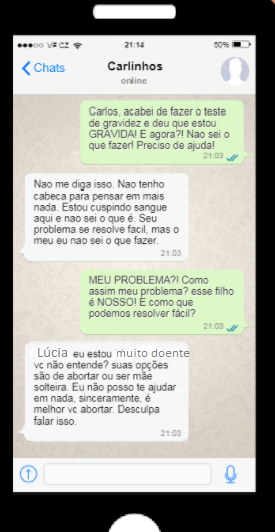 VF CZ 21:14 50%
Chats Carlinhos
online
Carlos, acabei de fazer o teste
de gravidez e deu que estou
GRAVIDA! E agora?! Nao sei o
que fazer! Preciso de ajuda!
21:03
Nao me diga isso. Nao tenho
cabeca para pensar em mais
nada. Estou cuspindo sangue
aqui e nao sei o que é. Seu
problema se resolve facil, mas o
meu eu nao sei o que fazer.
21:03
MEU PROBLEMA?! Como
assim meu problema? esse filho
é NOSSO! E como que
podemos resolver fácil?
21:03
Lúcia eu estou muito doente
vc não entende? suas opções
são de abortar ou ser mãe
solteira. Eu não posso te ajudar
em nada, sinceramente, é
melhor vc abortar. Desculpa
falar isso.
21:03